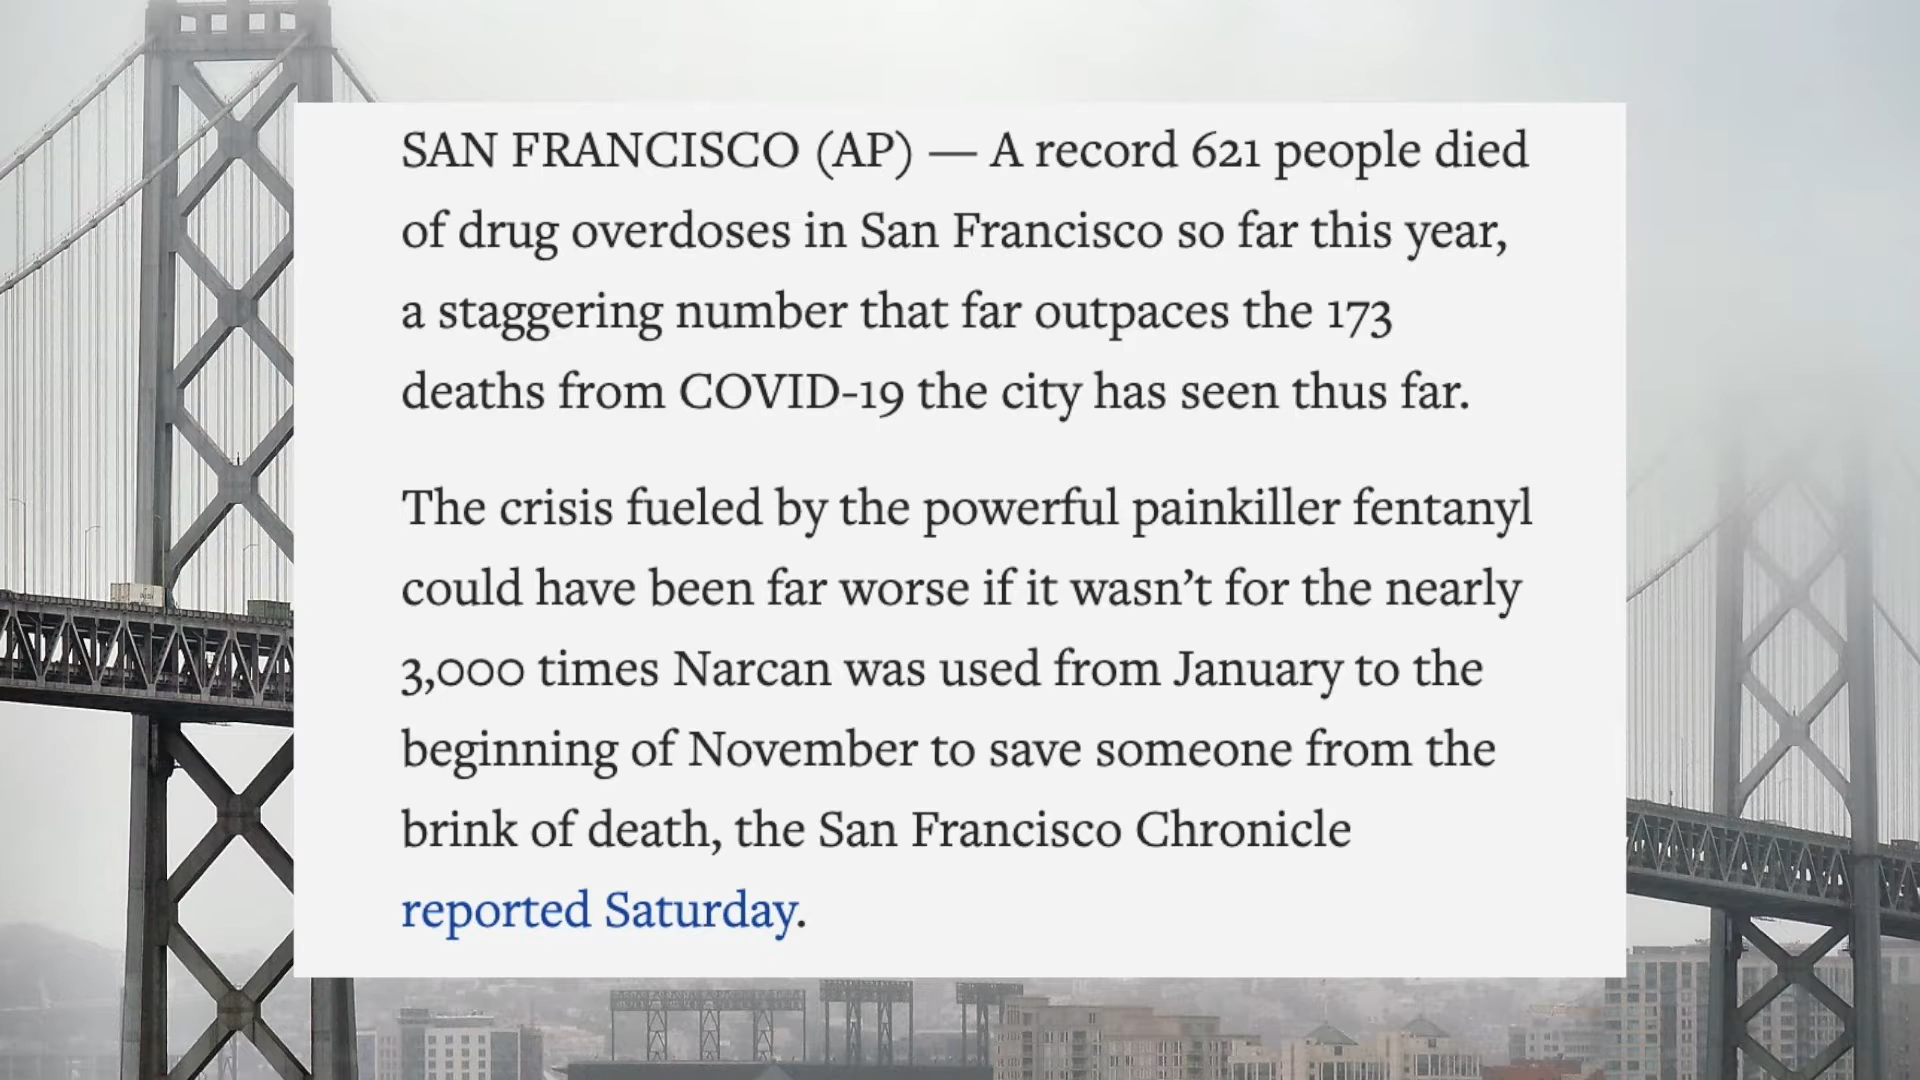 SAN FRANCISCO (AP) — A record 621 people died
of drug overdoses in San Francisco so far this year,
a staggering number that far outpaces the 173
deaths from COVID-19 the city has seen thus far.
The crisis fueled by the powerful painkiller fentanyl
could have been far worse if it wasn’t for the nearly
3,000 times Narcan was used from January to the
beginning of November to save someone from the
brink of death, the San Francisco Chronicle
reported Saturday.